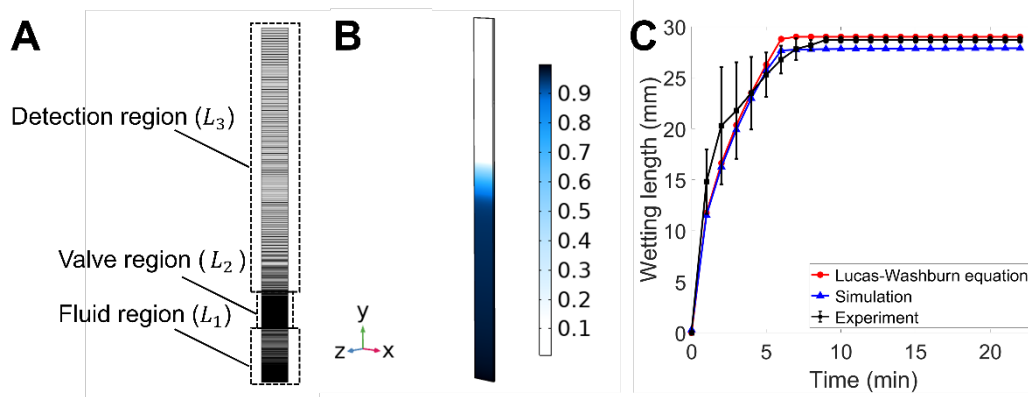 A
Detection region (L₃)
Valve region (L₂)
Fluid region (L₁)
B
y
z
x
0.9
0.8
0.7
0.6
0.5
0.4
0.3
0.2
0.1
C
Wetting length (mm)
30
25
20
15
10
5
0
Lucas-Washburn equation
Simulation
Experiment
0
5
10
15
20
Time (min)